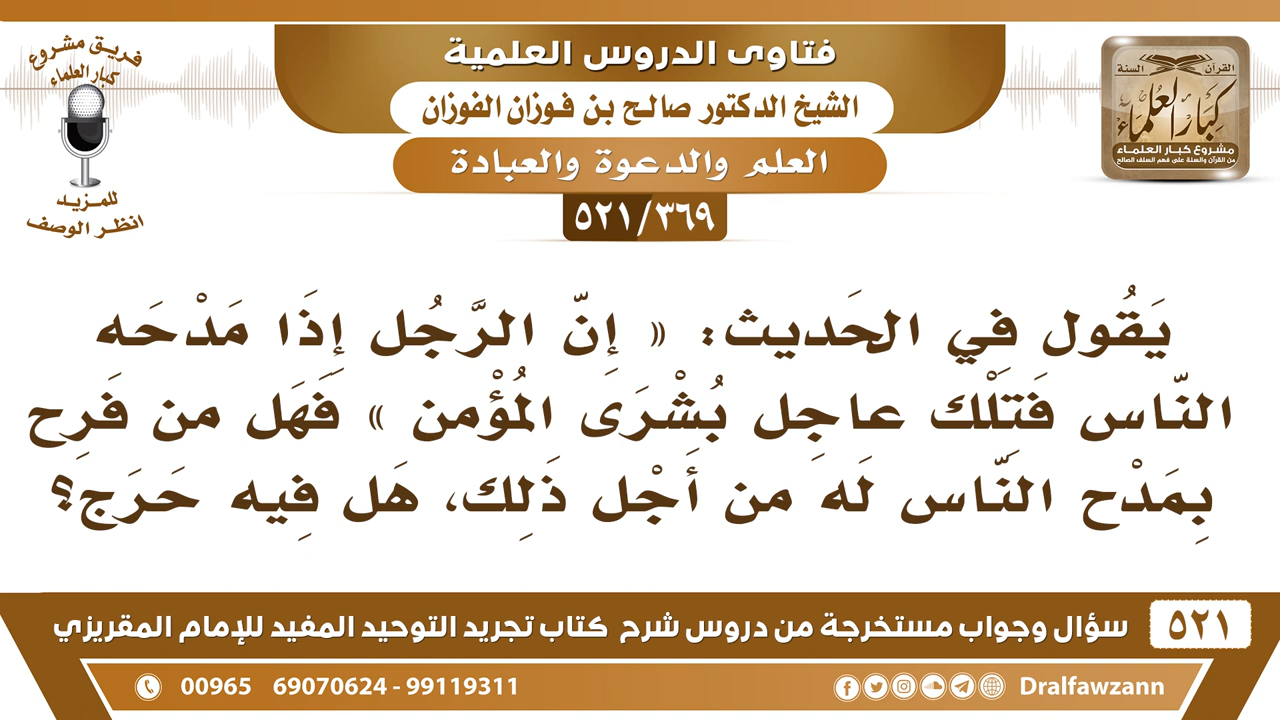 فتاوى الدروس العلمية
الشيخ الدكتور صالح بن فوزان الفوزان
العلم والدعوة والعبادة
٥٢١/٣٦٩
فريق مشروع
كبار العلماء
للمزيد
انظر الوصف
القرآن السنة
كبار العلماء
مشروع كبار العلماء
من القرآن والسنة على فهم السلف الصالح
يَقُول فِي الحَديث: « إِنّ الرَّجُل إِذَا مَدْحَه
النّاس فَتَلْك عاجِل بُشْرَى المُؤْمن » فَهَل من فَرِح
بِمَدْح النَّاس لَه من أَجْل ذَلِك، هَل فِيه حَرَج؟
٥٢١ سؤال وجواب مستخرجة من دروس شرح كتاب تجريد التوحيد المفيد للإمام المقريزي
00965 69070624 - 99119311
Dralfawzann